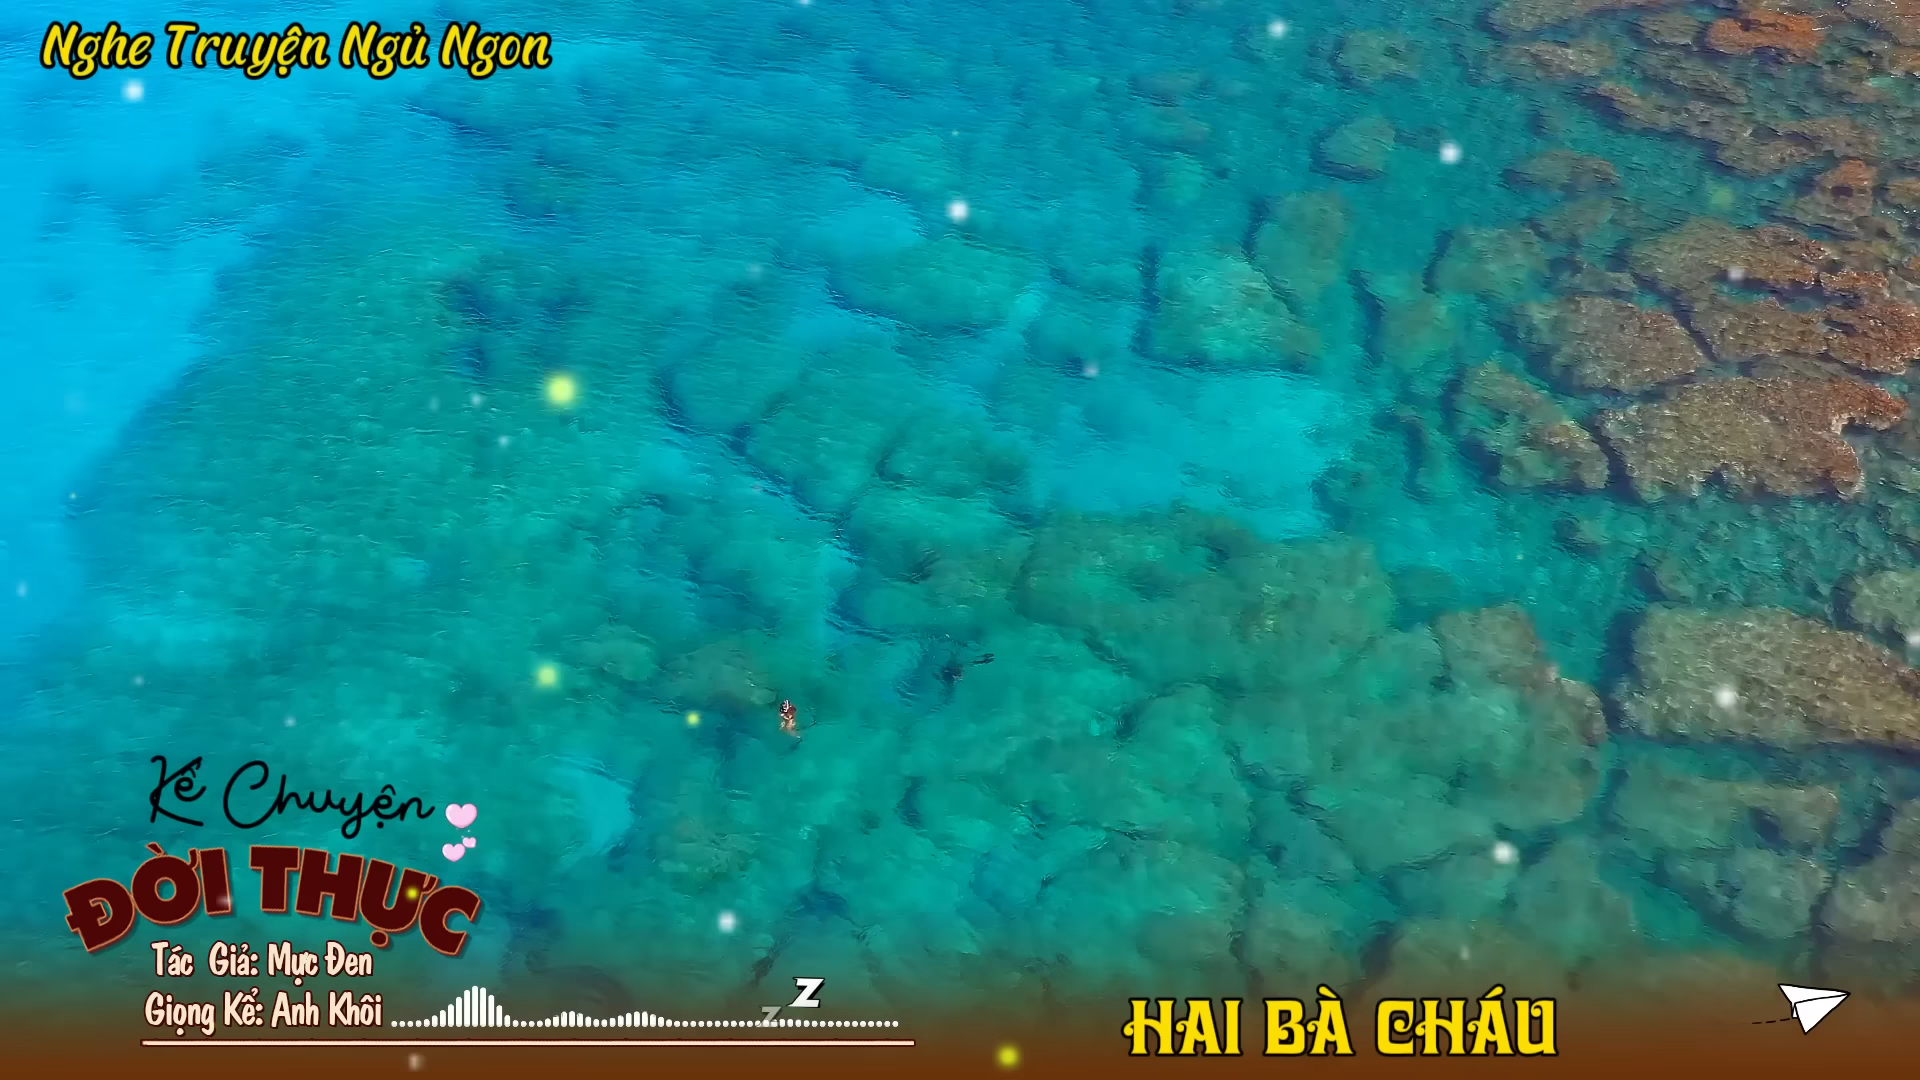 Nghe Truyện Ngủ Ngon
Kể Chuyện
ĐỜI THỰC
Tác Giả: Mực Đen
Giọng Kể: Anh Khôi
Z
Z
HAI BÀ CHÁU